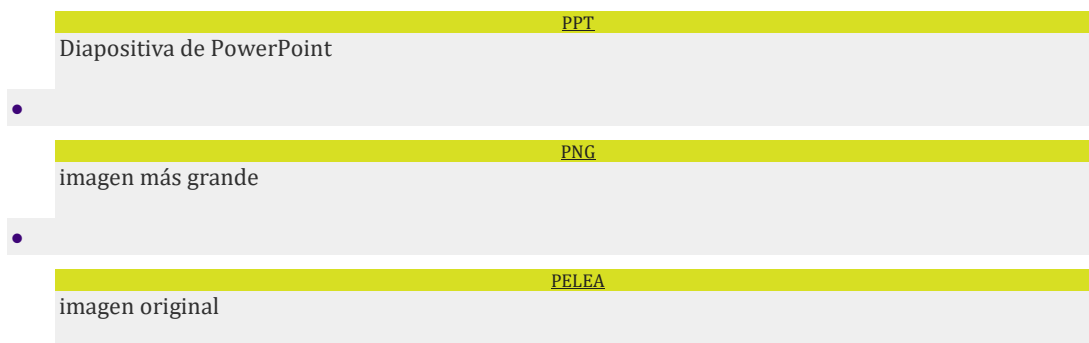 PPT
Diapositiva de PowerPoint
PNG
imagen más grande
PELEA
imagen original